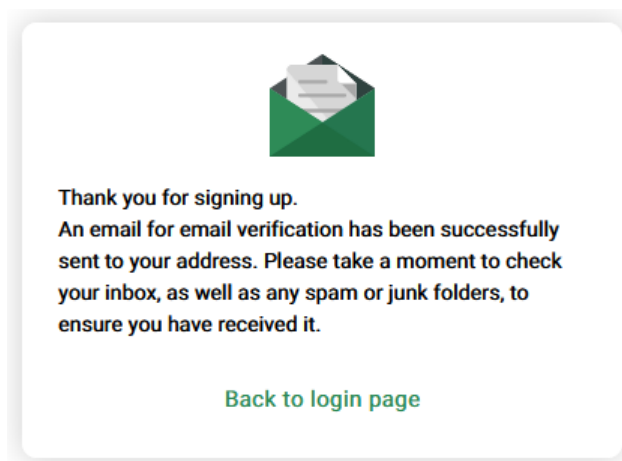 Thank you for signing up.
An email for email verification has been successfully
sent to your address. Please take a moment to check
your inbox, as well as any spam or junk folders, to
ensure you have received it.
Back to login page